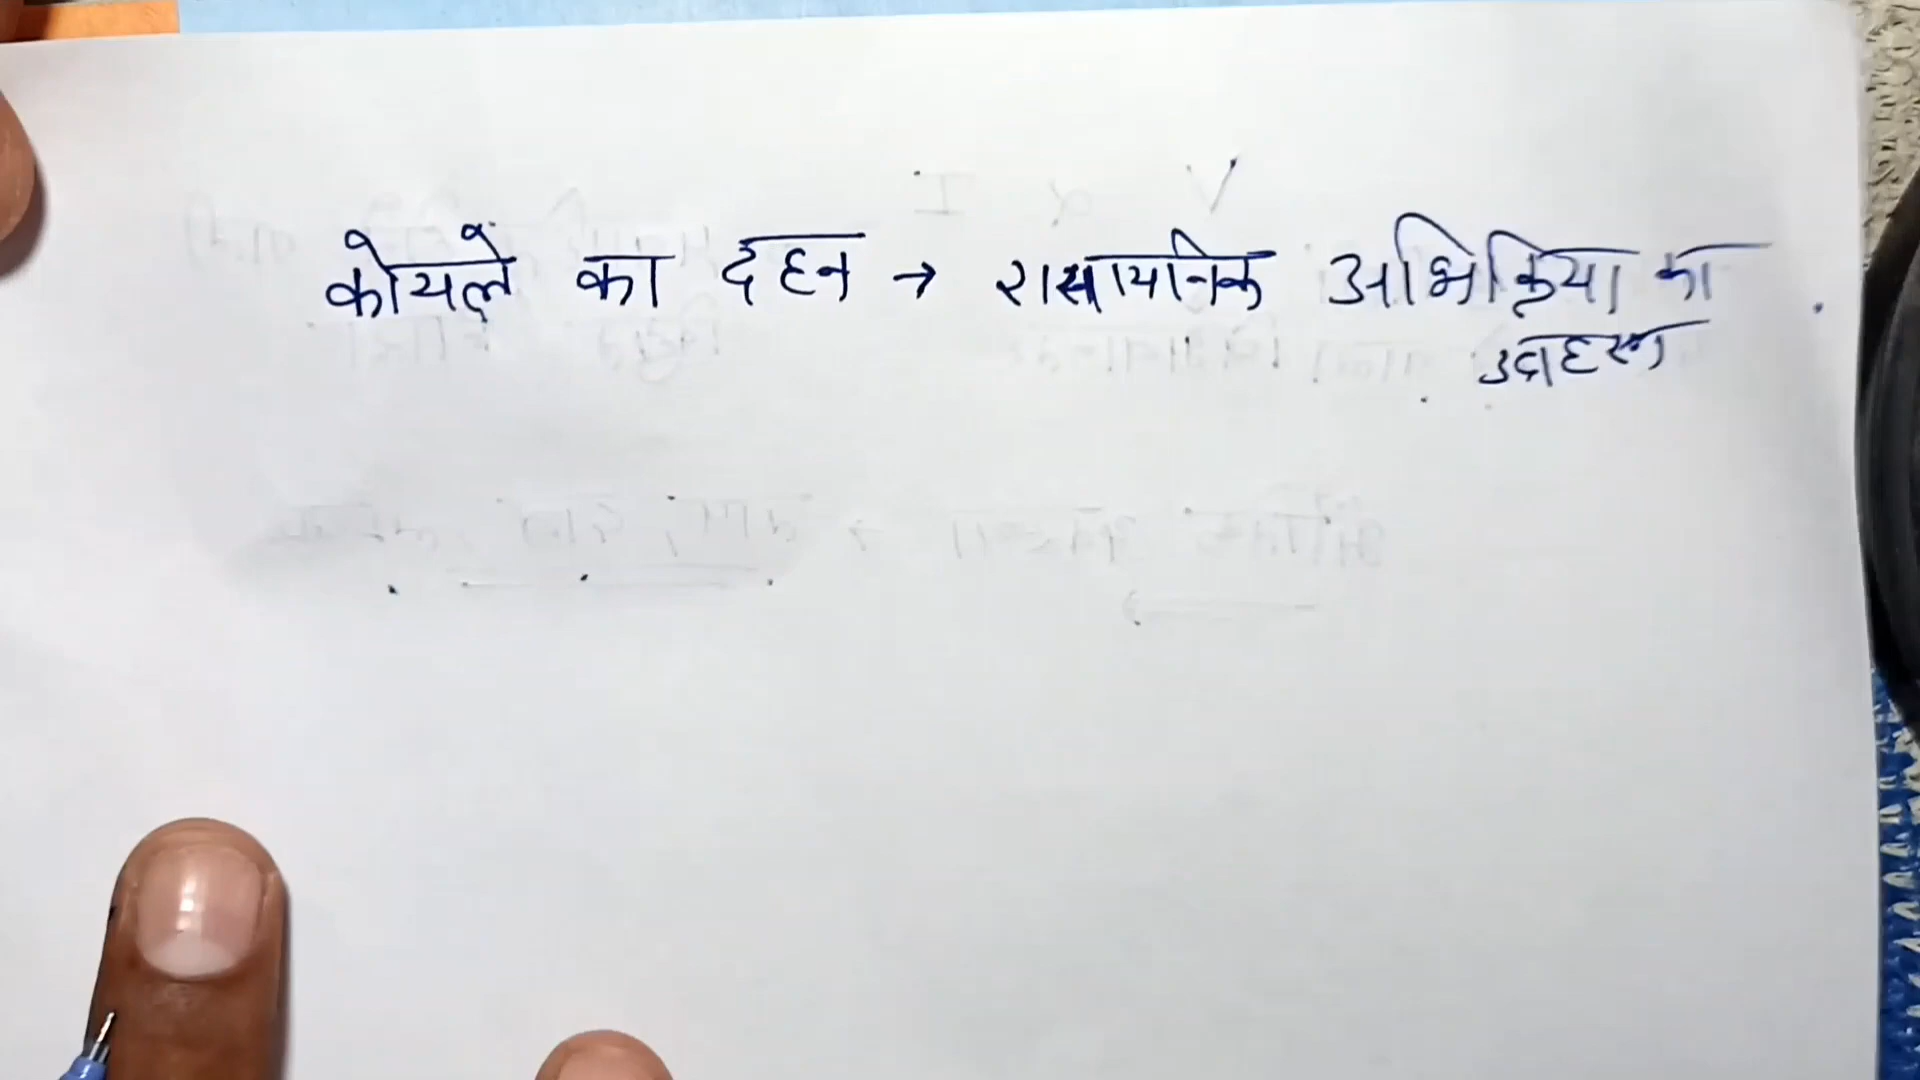 कोयले का दहन → रासायनिक अभिक्रिया का
उदाहरण